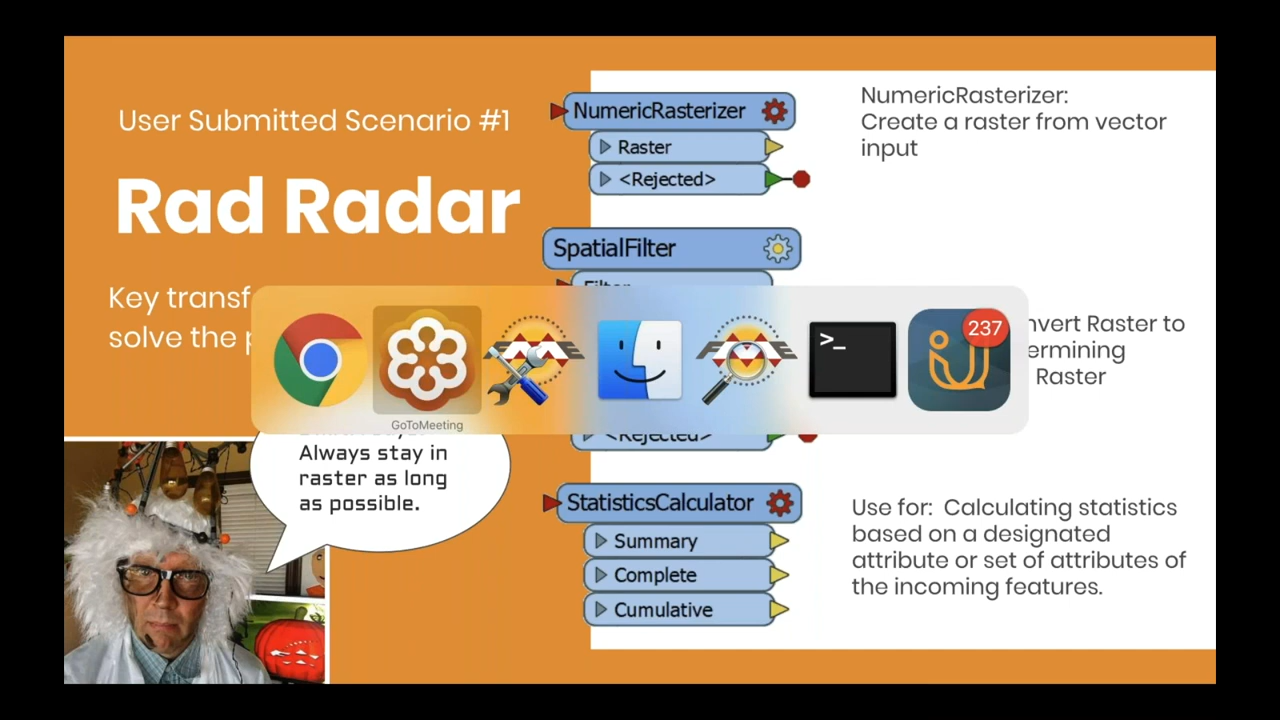 User Submitted Scenario #1
Rad Radar
Key transf
solve the p
NumericRasterizer
Raster
<Rejected>
NumericRasterizer:
Create a raster from vector
input
SpatialFilter
nvert Raster to
ermining
Raster
FME
FME
>_
237
GoToMeeting
<Rejected>
Always stay in
raster as long
as possible.
StatisticsCalculator
Summary
Complete
Cumulative
Use for: Calculating statistics
based on a designated
attribute or set of attributes of
the incoming features.